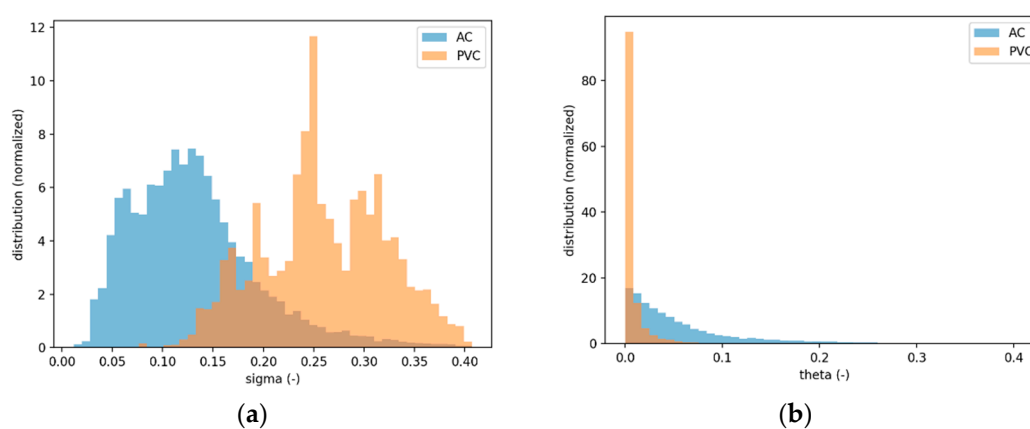 12
10
8
6
4
2
0
distribution (normalized)
0.00 0.05 0.10 0.15 0.20 0.25 0.30 0.35 0.40
sigma (-)
AC
PVC
(a)
80
60
40
20
0
distribution (normalized)
0.0 0.1 0.2 0.3 0.4
theta (-)
AC
PVC
(b)